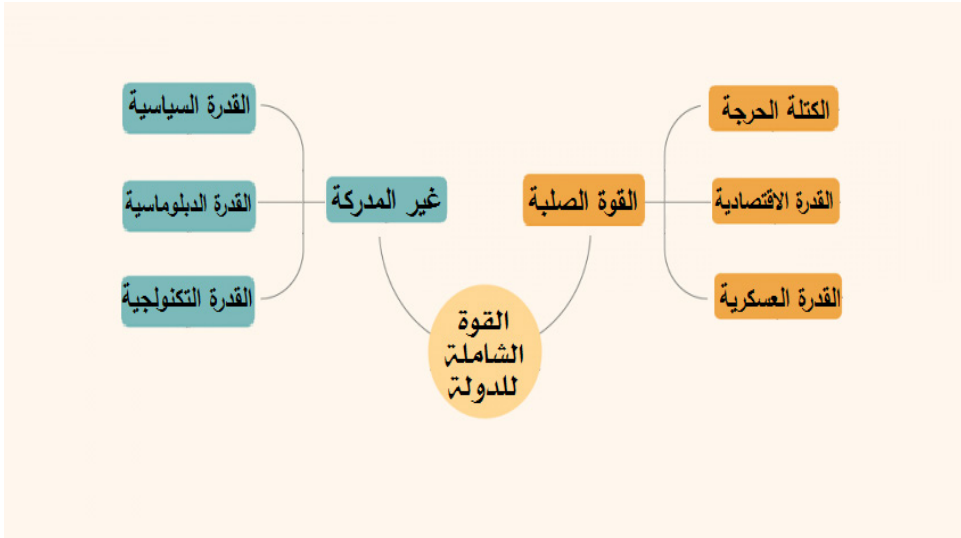 الكتلة الحرجة
القدرة السياسية
القوة الصلبة
غير المدركة
القدرة الاقتصادية
القدرة الدبلوماسية
القدرة العسكرية
القدرة التكنولجية
القوة
الشاملة
للدولة